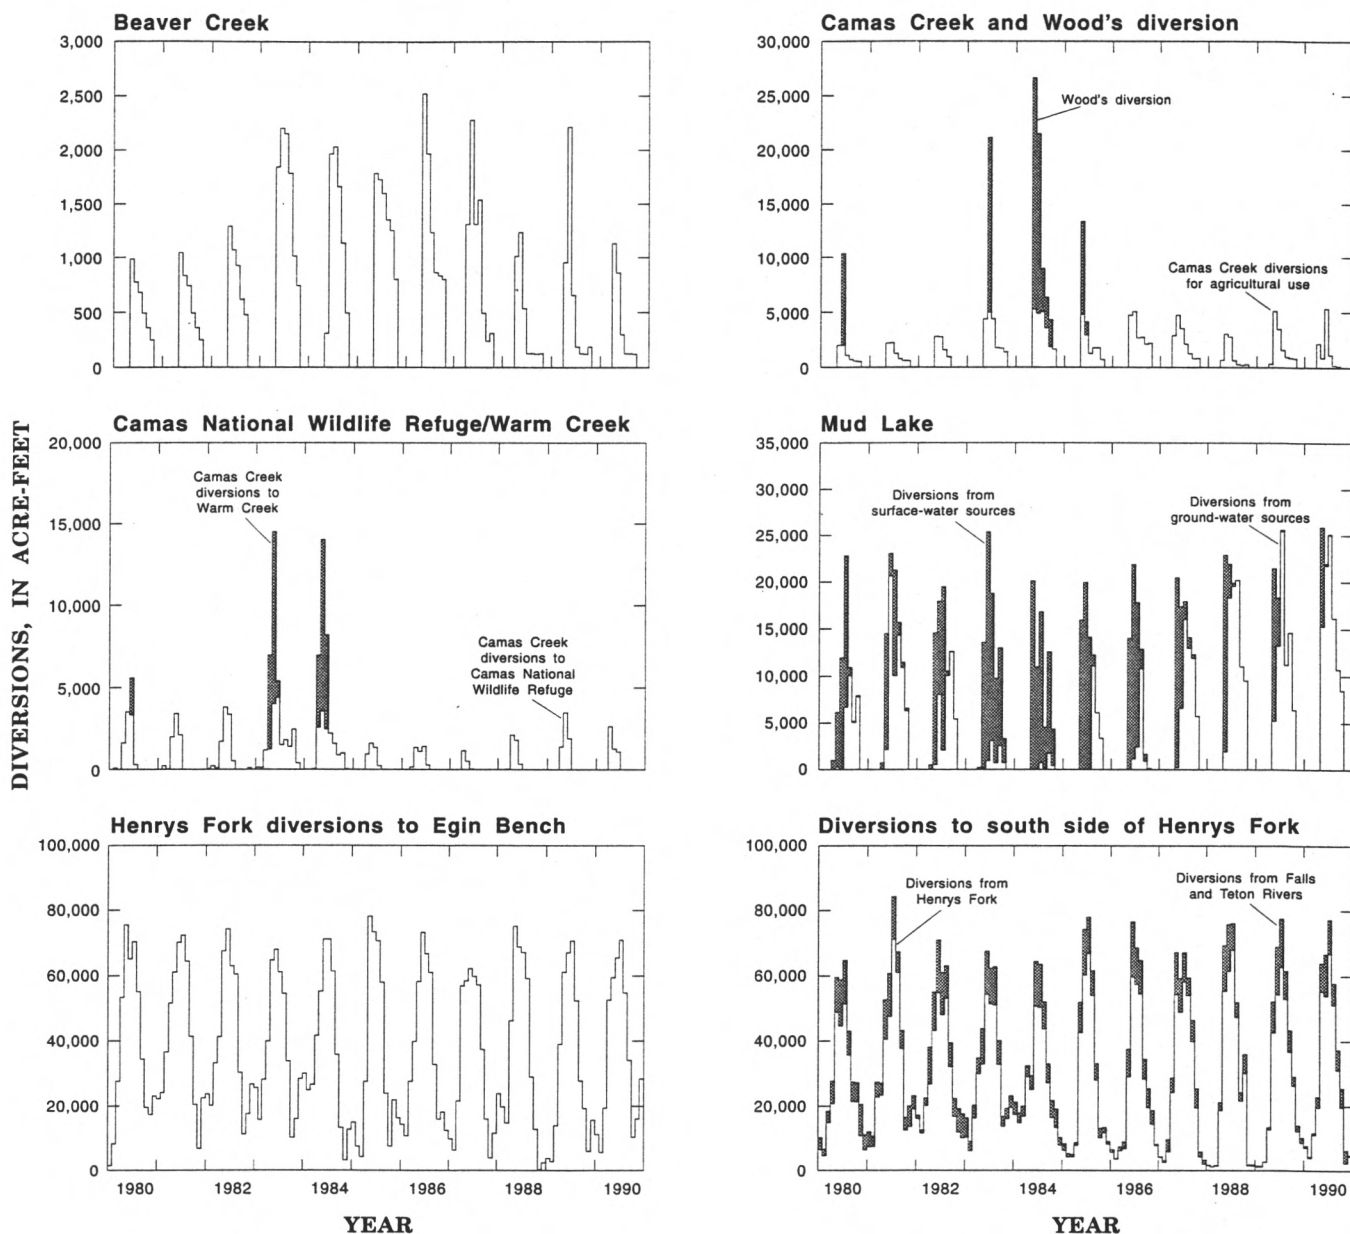 DIVERSIONS, IN ACRE-FEET
Beaver Creek
3,000
2,500
2,000
1,500
1,000
500
0
Camas Creek and Wood's diversion
30,000
25,000
20,000
15,000
10,000
5,000
0
Wood's diversion
Camas Creek diversions
for agricultural use
Camas National Wildlife Refuge/Warm Creek
20,000
15,000
10,000
5,000
0
Camas Creek
diversions to
Warm Creek
Camas Creek
diversions to
Camas National
Wildlife Refuge
Mud Lake
35,000
30,000
25,000
20,000
15,000
10,000
5,000
0
Diversions from
surface-water sources
Diversions from
ground-water sources
Henrys Fork diversions to Egin Bench
100,000
80,000
60,000
40,000
20,000
0
1980 1982 1984 1986 1988 1990
YEAR
Diversions to south side of Henrys Fork
100,000
80,000
60,000
40,000
20,000
0
Diversions from
Henrys Fork
Diversions from Falls
and Teton Rivers
1980 1982 1984 1986 1988 1990
YEAR